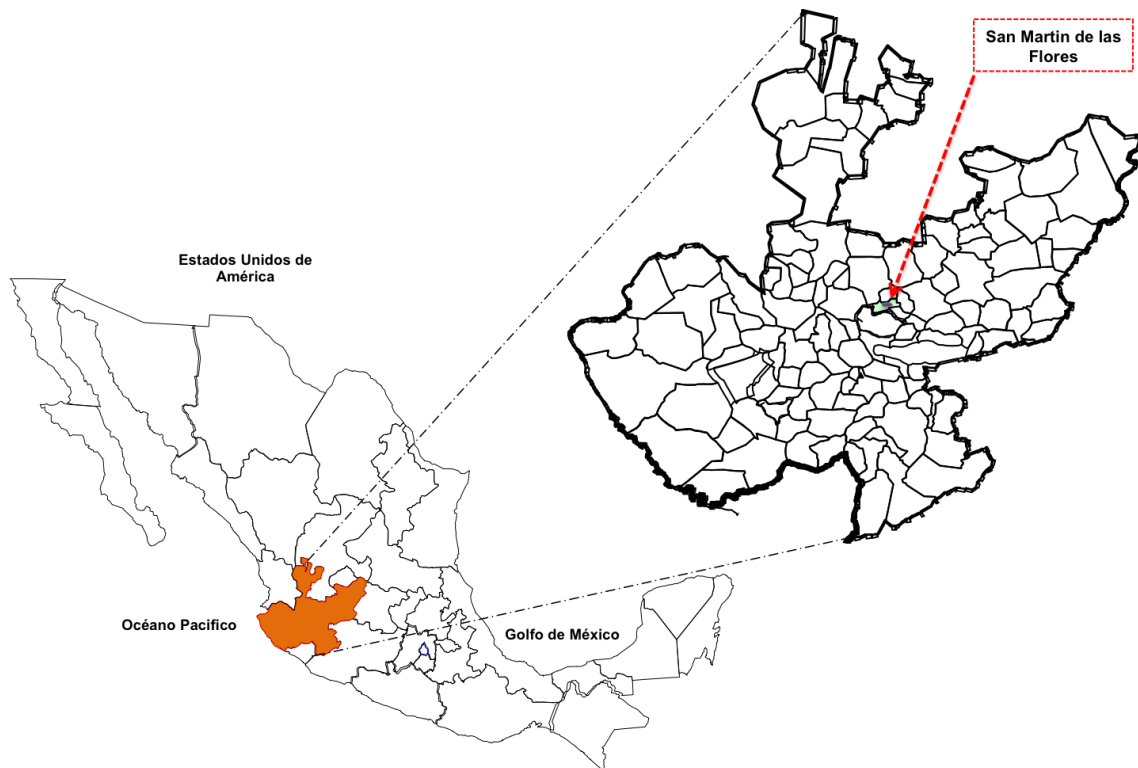 San Martin de las
Flores
Estados Unidos de
América
Océano Pacifico
Golfo de México